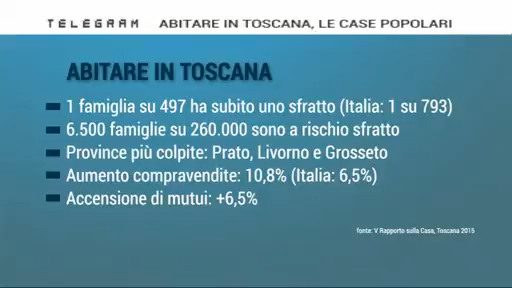 TELEGRAM ABITARE IN TOSCANA, LE CASE POPOLARI
ABITARE IN TOSCANA
1 famiglia su 497 ha subito uno sfratto (Italia: 1 su 793)
6.500 famiglie su 260.000 sono a rischio sfratto
Province più colpite: Prato, Livorno e Grosseto
Aumento compravendite: 10,8% (Italia: 6,5%)
Accensione di mutui: +6,5%
fonte: V Rapporto sulla Casa, Toscana 2015